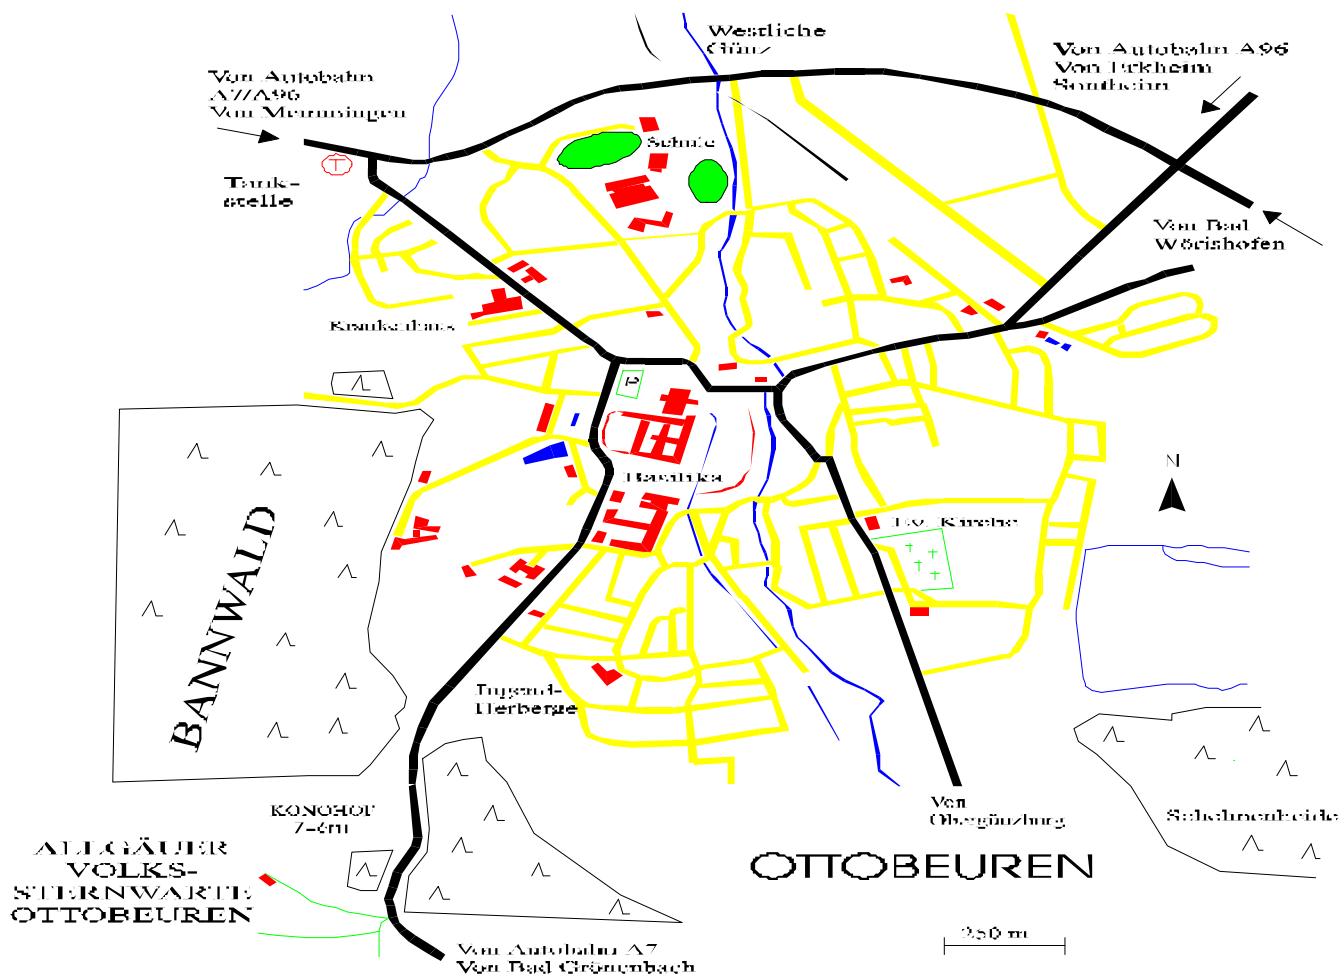 Westliche
Günz
Von Autobahn
A7/A96
Von Memmingen
Von Autobahn A96
Von Erkheim
Sontheim
Schule
T
Tank-
stelle
Von Bad
Wörishofen
Krankenhaus
P
Basilika
N
Ev. Kirche
BANNWALD
Jugend-
Herberge
KONOHOF
Von
Obergünzburg
Schelmenheide
ALLGÄUER
VOLKS-
STERNWARTE
OTTOBEUREN
OTTOBEUREN
250 m
Von Autobahn A7
Von Bad Grönenbach